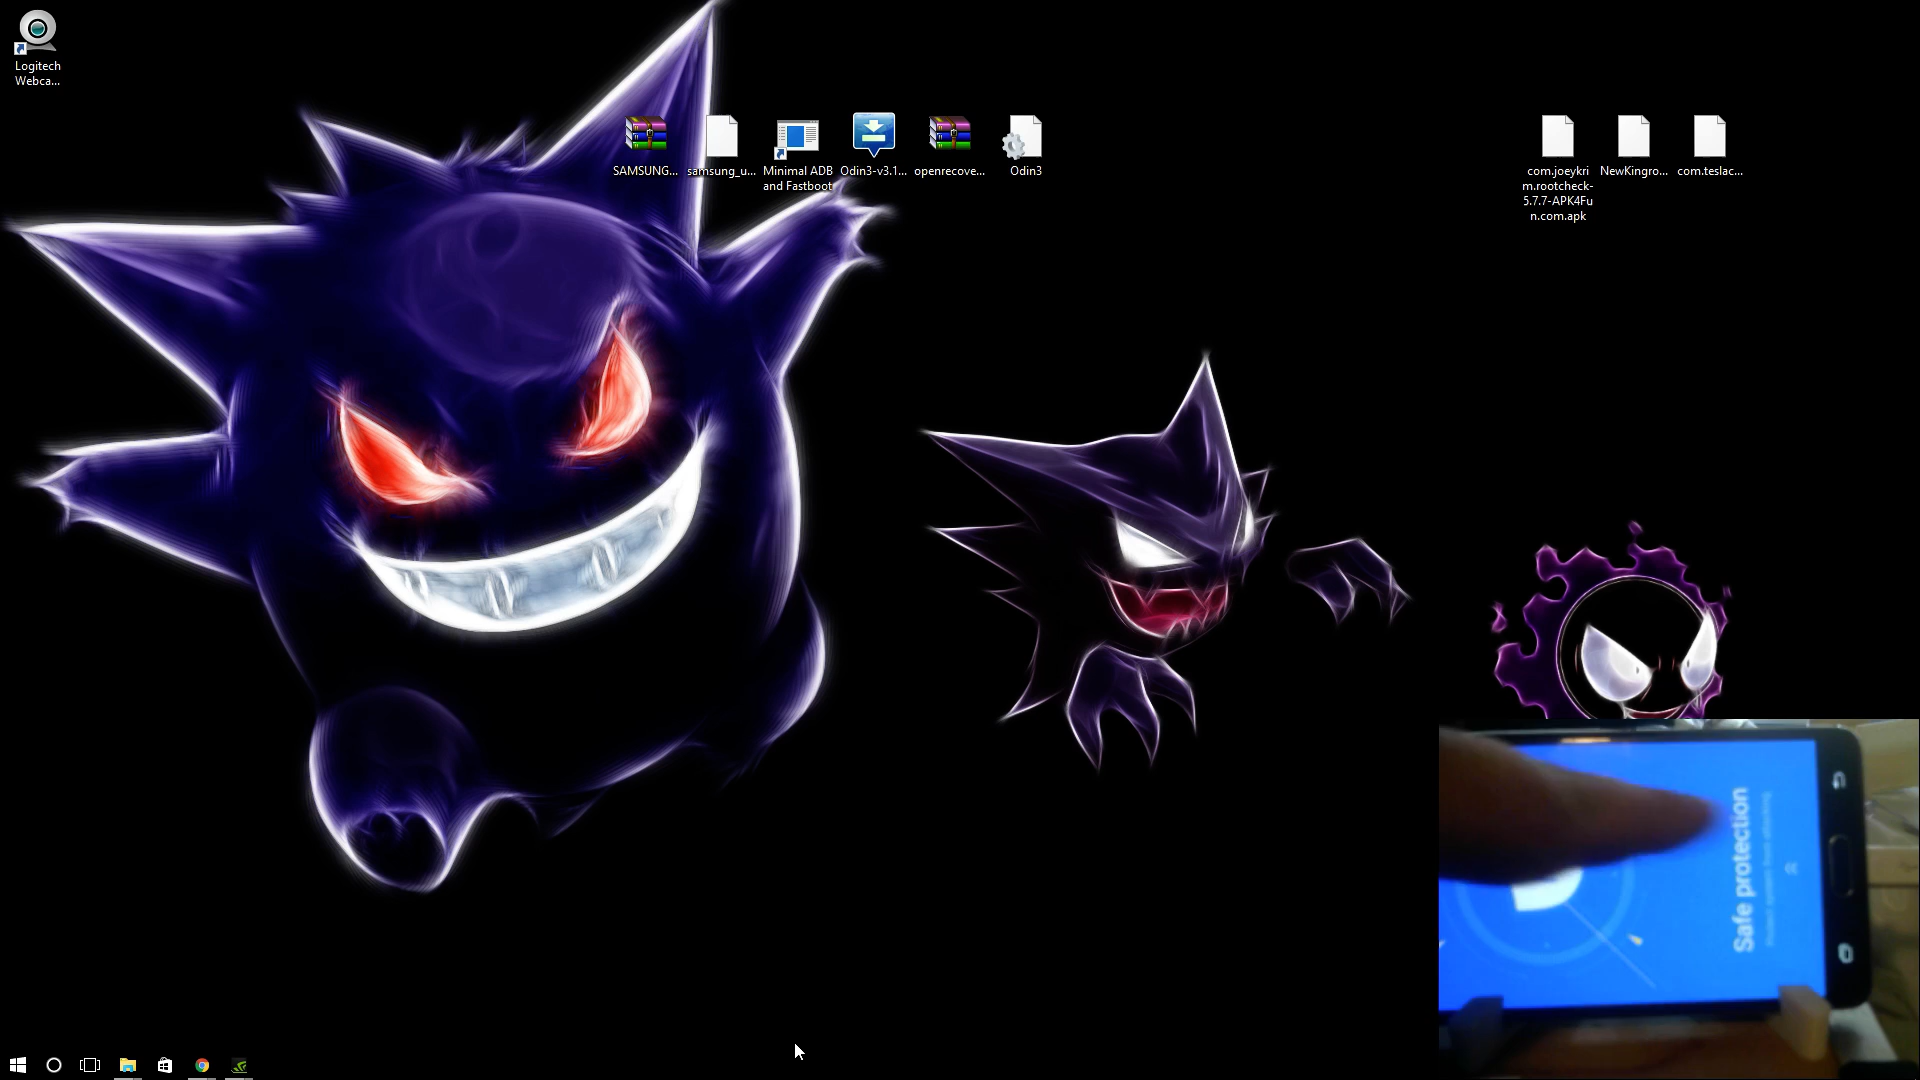 Logitech
Webca...
SAMSUNG...
samsung_u...
Minimal ADB
and Fastboot
Odin3-v3.1...
openrecove...
Odin3
com.joeykri
m.rootcheck-
5.7.7-APK4Fu
n.com.apk
NewKingro...
com.teslac...
Safe protection